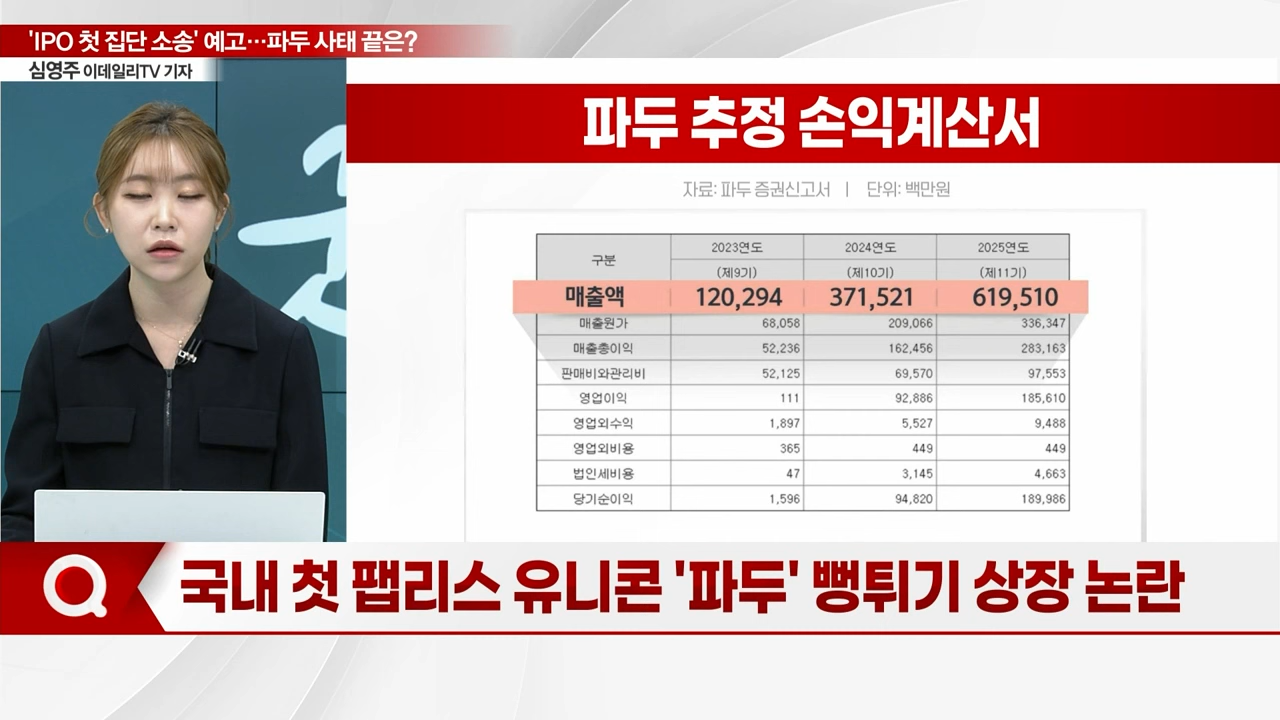 'IPO 첫 집단 소송' 예고…파두 사태 끝은?
심영주 이데일리TV 기자
파두 추정 손익계산서
자료: 파두 증권신고서 | 단위: 백만원
구분 2023연도 2024연도 2025연도
(제9기) (제10기) (제11기)
매출액 120,294 371,521 619,510
매출원가 68,058 209,066 336,347
매출총이익 52,236 162,456 283,163
판매비와관리비 52,125 69,570 97,553
영업이익 111 92,886 185,610
영업외수익 1,897 5,527 9,488
영업외비용 365 449 449
법인세비용 47 3,145 4,663
당기순이익 1,596 94,820 189,986
국내 첫 팹리스 유니콘 '파두' 뻥튀기 상장 논란